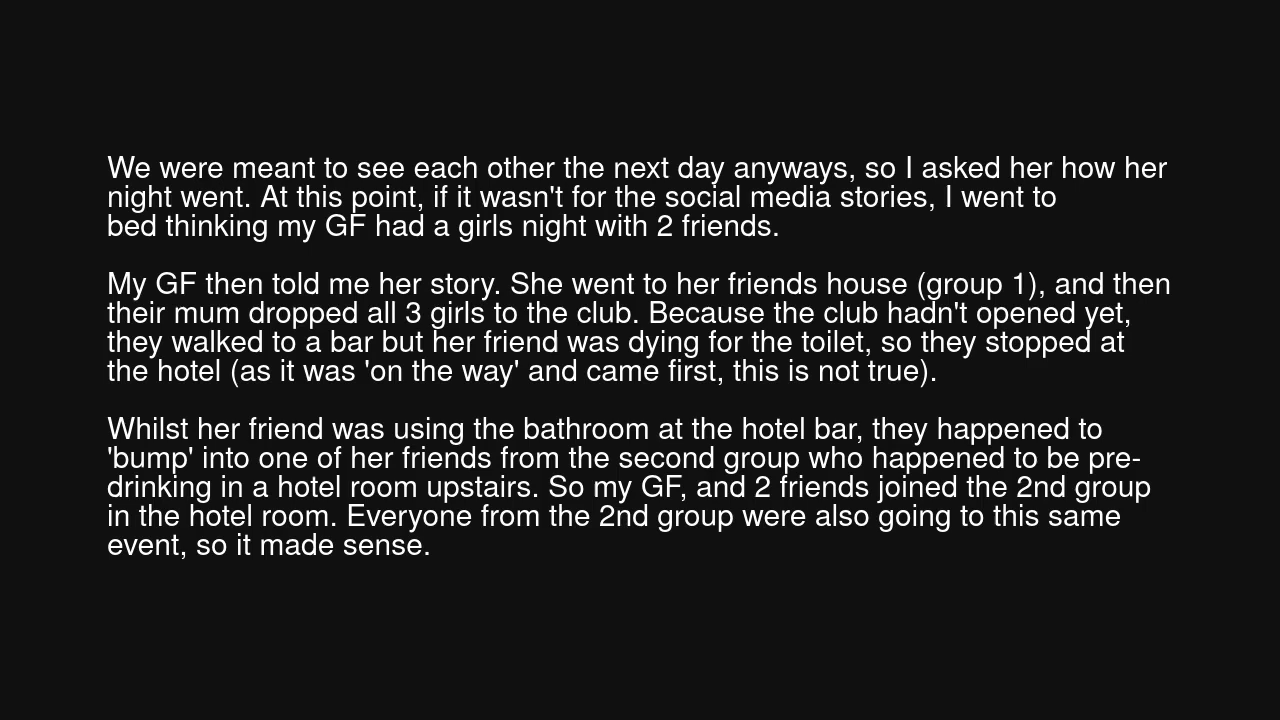 We were meant to see each other the next day anyways, so I asked her how her
night went. At this point, if it wasn't for the social media stories, I went to
bed thinking my GF had a girls night with 2 friends.
My GF then told me her story. She went to her friends house (group 1), and then
their mum dropped all 3 girls to the club. Because the club hadn't opened yet,
they walked to a bar but her friend was dying for the toilet, so they stopped at
the hotel (as it was 'on the way' and came first, this is not true).
Whilst her friend was using the bathroom at the hotel bar, they happened to
'bump' into one of her friends from the second group who happened to be pre-
drinking in a hotel room upstairs. So my GF, and 2 friends joined the 2nd group
in the hotel room. Everyone from the 2nd group were also going to this same
event, so it made sense.